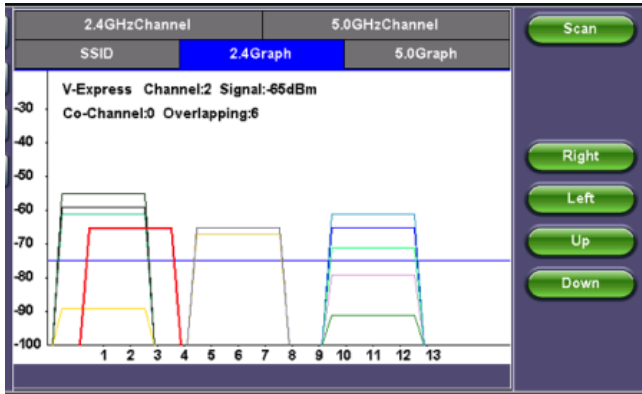 2.4GHzChannel 5.0GHzChannel
SSID 2.4Graph 5.0Graph
V-Express Channel:2 Signal:-65dBm
Co-Channel:0 Overlapping:6
-30
-40
-50
-60
-70
-80
-90
-100
1 2 3 4 5 6 7 8 9 10 11 12 13
Scan
Right
Left
Up
Down